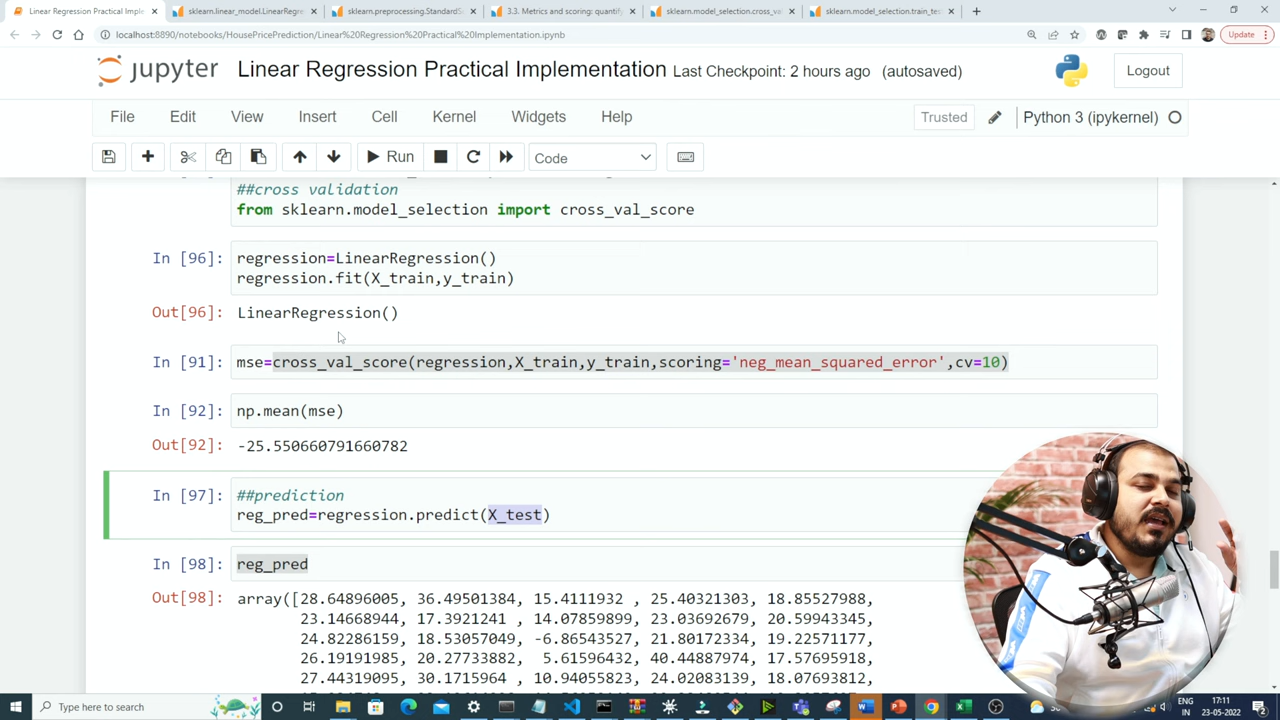 Linear Regression Practical Imple
sklearn.linear_model.LinearRegre
sklearn.preprocessing.StandardS
3.3. Metrics and scoring: quantify
sklearn.model_selection.cross_va
sklearn.model_selection.train_tes
localhost:8890/notebooks/HousePricePrediction/Linear%20Regression%20Practical%20Implementation.ipynb
Update
jupyter Linear Regression Practical Implementation Last Checkpoint: 2 hours ago (autosaved)
Logout
File Edit View Insert Cell Kernel Widgets Help
Trusted
Python 3 (ipykernel)
Run
Code
##cross validation
from sklearn.model_selection import cross_val_score
In [96]: regression=LinearRegression()
regression.fit(X_train,y_train)
Out[96]: LinearRegression()
In [91]: mse=cross_val_score(regression,X_train,y_train,scoring='neg_mean_squared_error',cv=10)
In [92]: np.mean(mse)
Out[92]: -25.550660791660782
In [97]: ##prediction
reg_pred=regression.predict(X_test)
In [98]: reg_pred
Out[98]: array([28.64896005, 36.49501384, 15.4111932 , 25.40321303, 18.85527988,
23.14668944, 17.3921241 , 14.07859899, 23.03692679, 20.59943345,
24.82286159, 18.53057049, -6.86543527, 21.80172334, 19.22571177,
26.19191985, 20.27733882, 5.61596432, 40.44887974, 17.57695918,
27.44319095, 30.1715964 , 10.94055823, 24.02083139, 18.07693812,
Type here to search
ENG
IN
17:11
23-05-2022